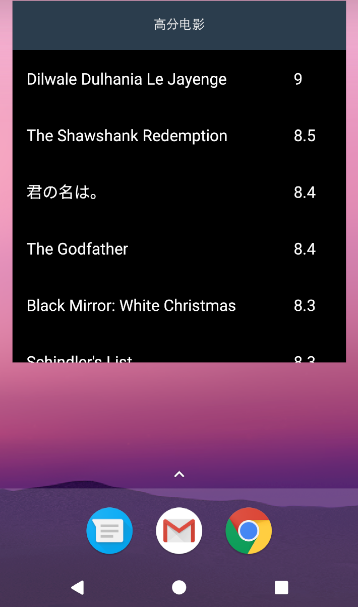 高分电影
Dilwale Dulhania Le Jayenge 9
The Shawshank Redemption 8.5
君の名は。 8.4
The Godfather 8.4
Black Mirror: White Christmas 8.3
Schindler's List 8.3